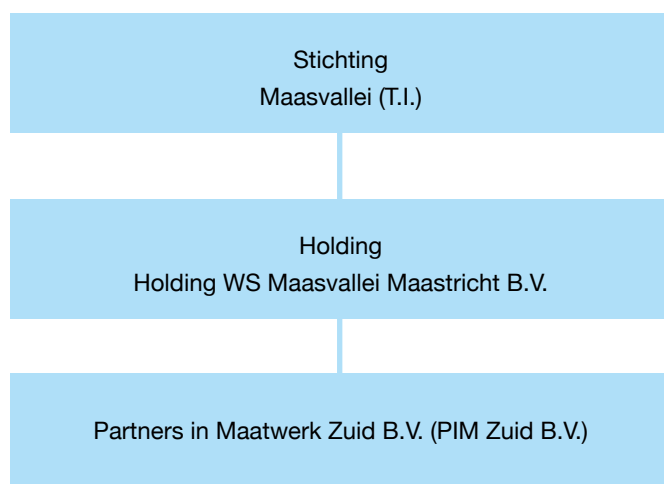 Stichting
Maasvallei (T.I.)
Holding
Holding WS Maasvallei Maastricht B.V.
Partners in Maatwerk Zuid B.V. (PIM Zuid B.V.)